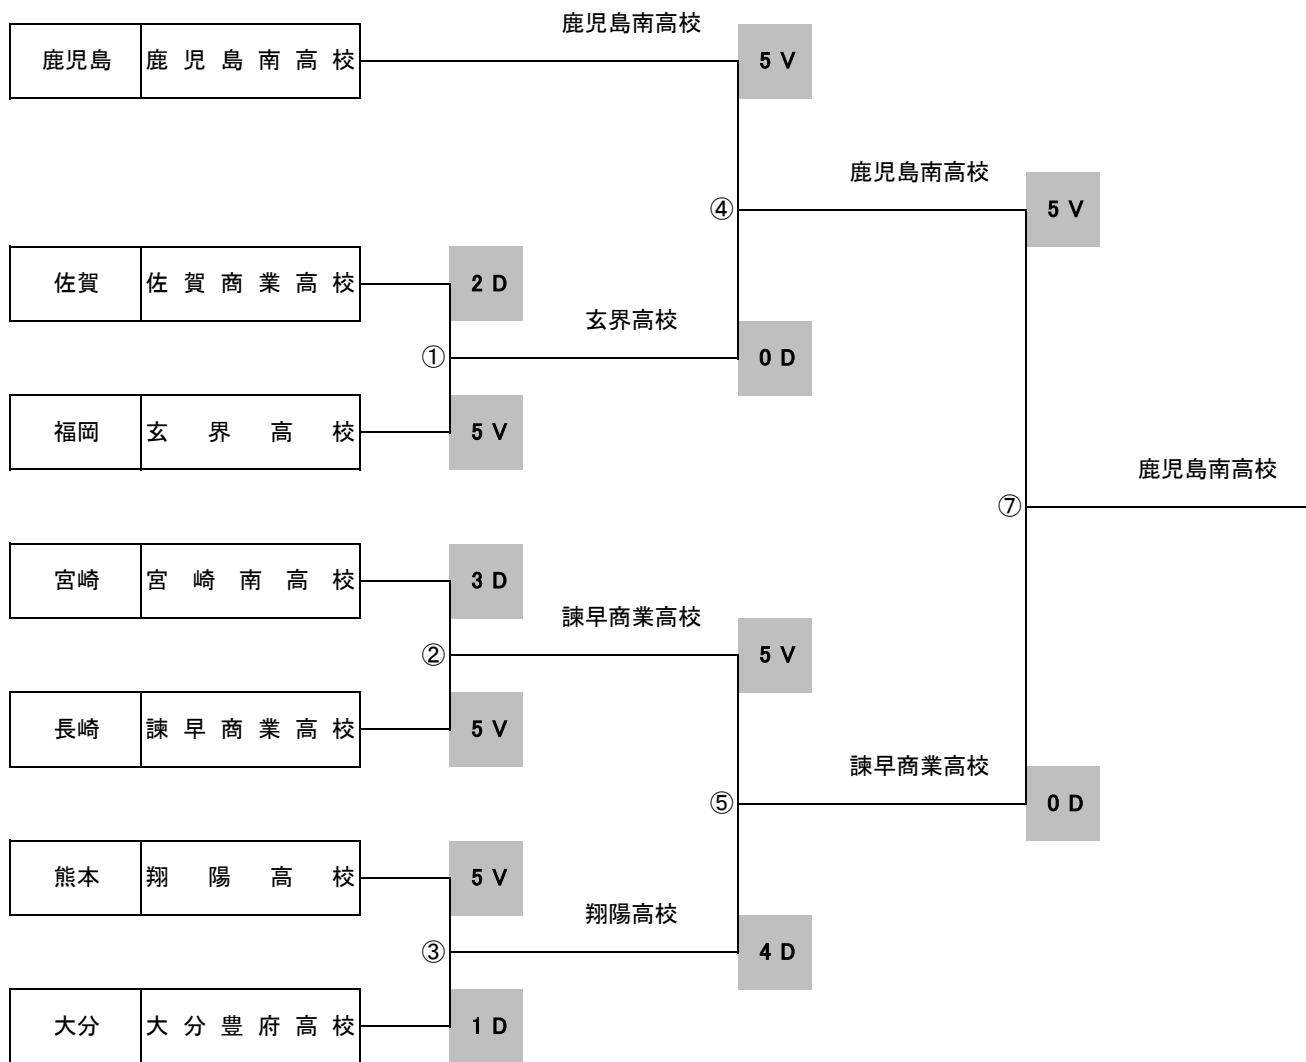 鹿児島南高校
鹿児島 鹿児島南高校 5 V
鹿児島南高校
④ 5 V
佐賀 佐賀商業高校 2 D
玄界高校
① 0 D
福岡 玄界高校 5 V
鹿児島南高校
⑦
宮崎 宮崎南高校 3 D
諫早商業高校
② 5 V
長崎 諫早商業高校 5 V
諫早商業高校
⑤ 0 D
熊本 翔陽高校 5 V
翔陽高校
③ 4 D
大分 大分豊府高校 1 D